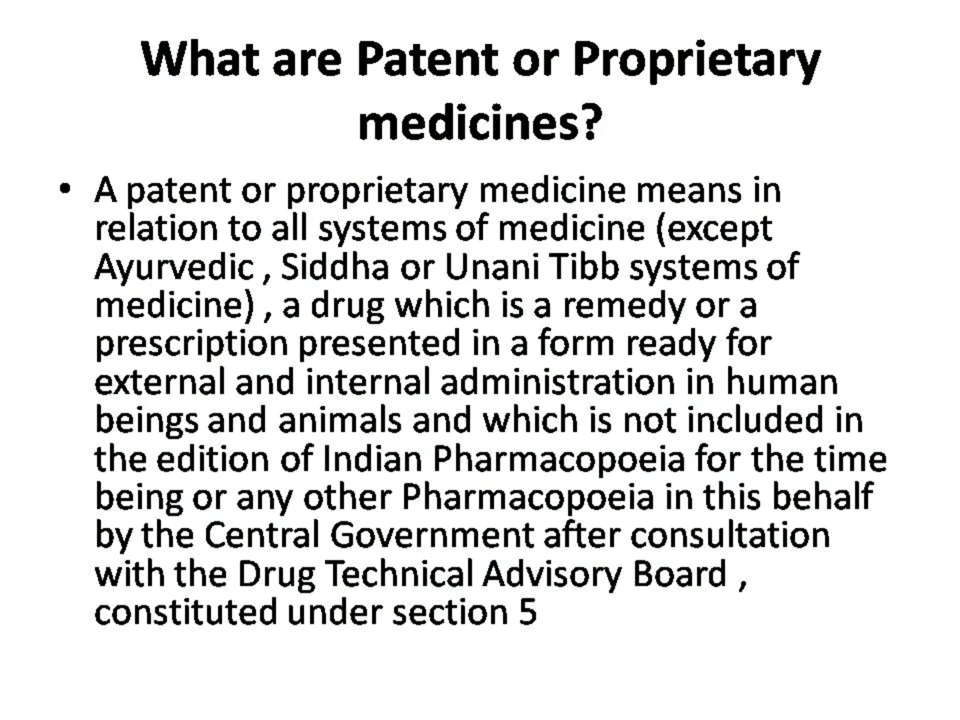 What are Patent or Proprietary
medicines?
• A patent or proprietary medicine means in
relation to all systems of medicine (except
Ayurvedic , Siddha or Unani Tibb systems of
medicine) , a drug which is a remedy or a
prescription presented in a form ready for
external and internal administration in human
beings and animals and which is not included in
the edition of Indian Pharmacopoeia for the time
being or any other Pharmacopoeia in this behalf
by the Central Government after consultation
with the Drug Technical Advisory Board ,
constituted under section 5